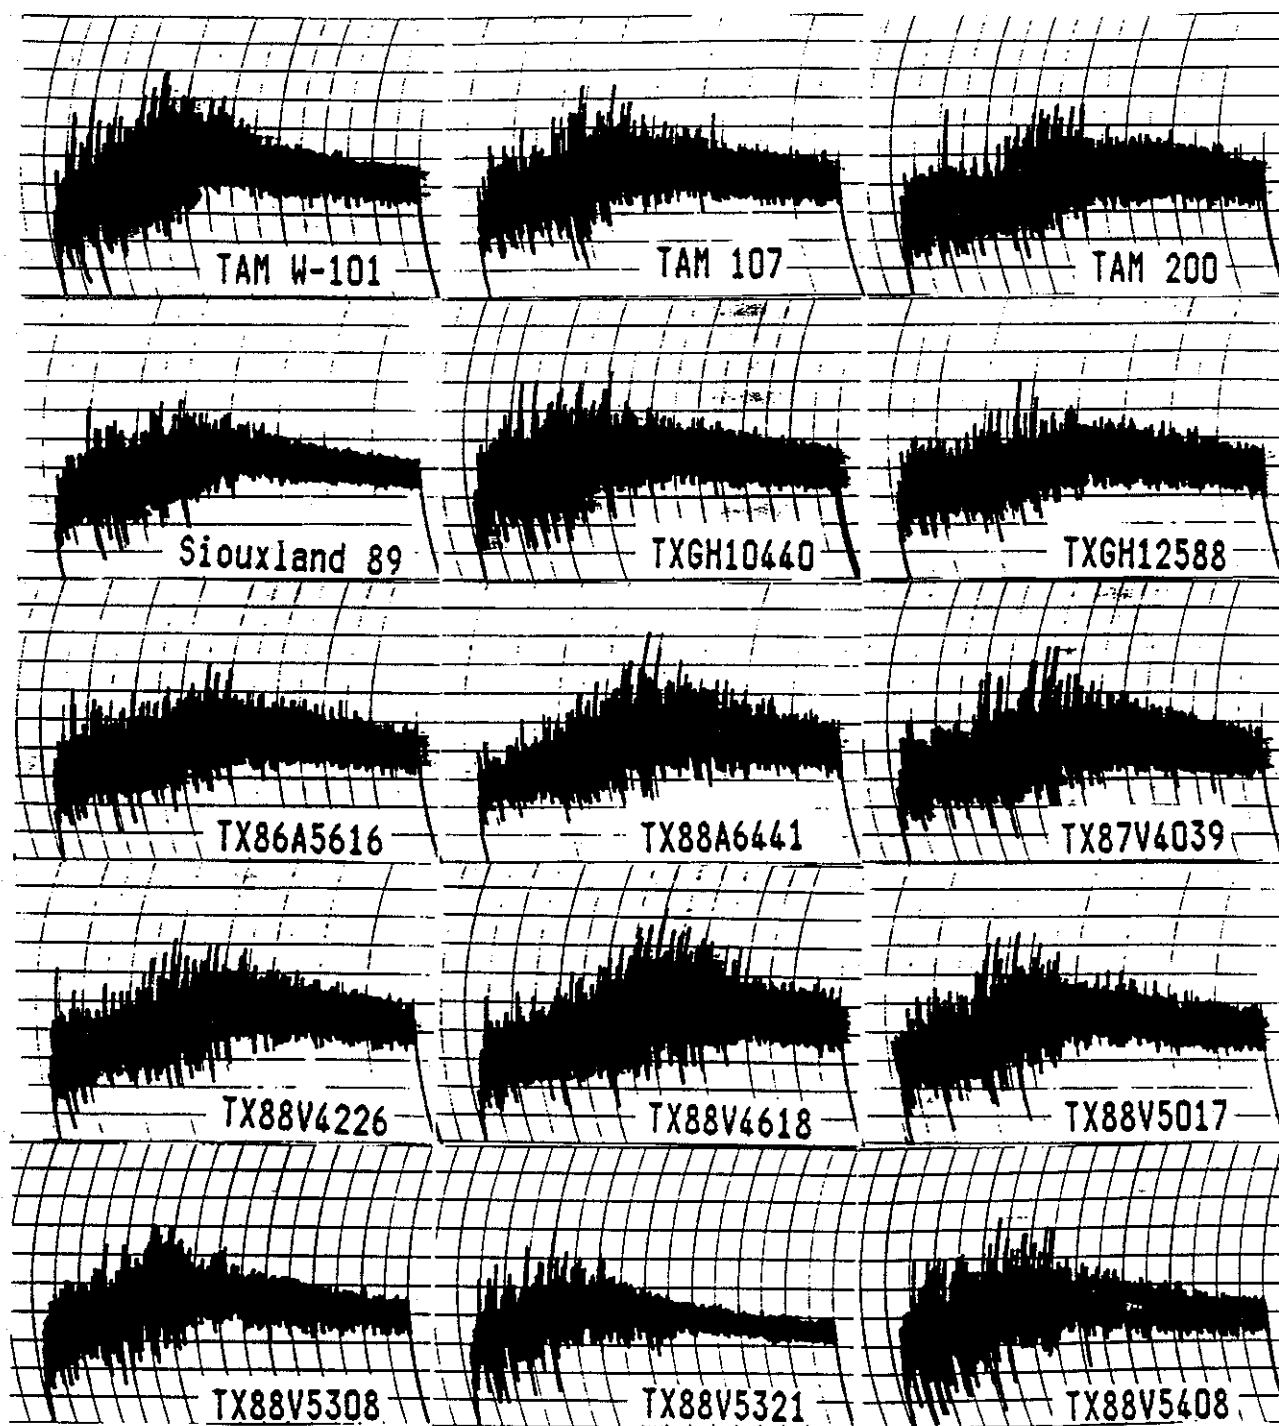 TAM W-101
TAM 107
TAM 200
Siouxland 89
TXGH10440
TXGH12588
TX86A5616
TX88A6441
TX87V4039
TX88V4226
TX88V4618
TX88V5017
TX88V5308
TX88V5321
TX88V5408